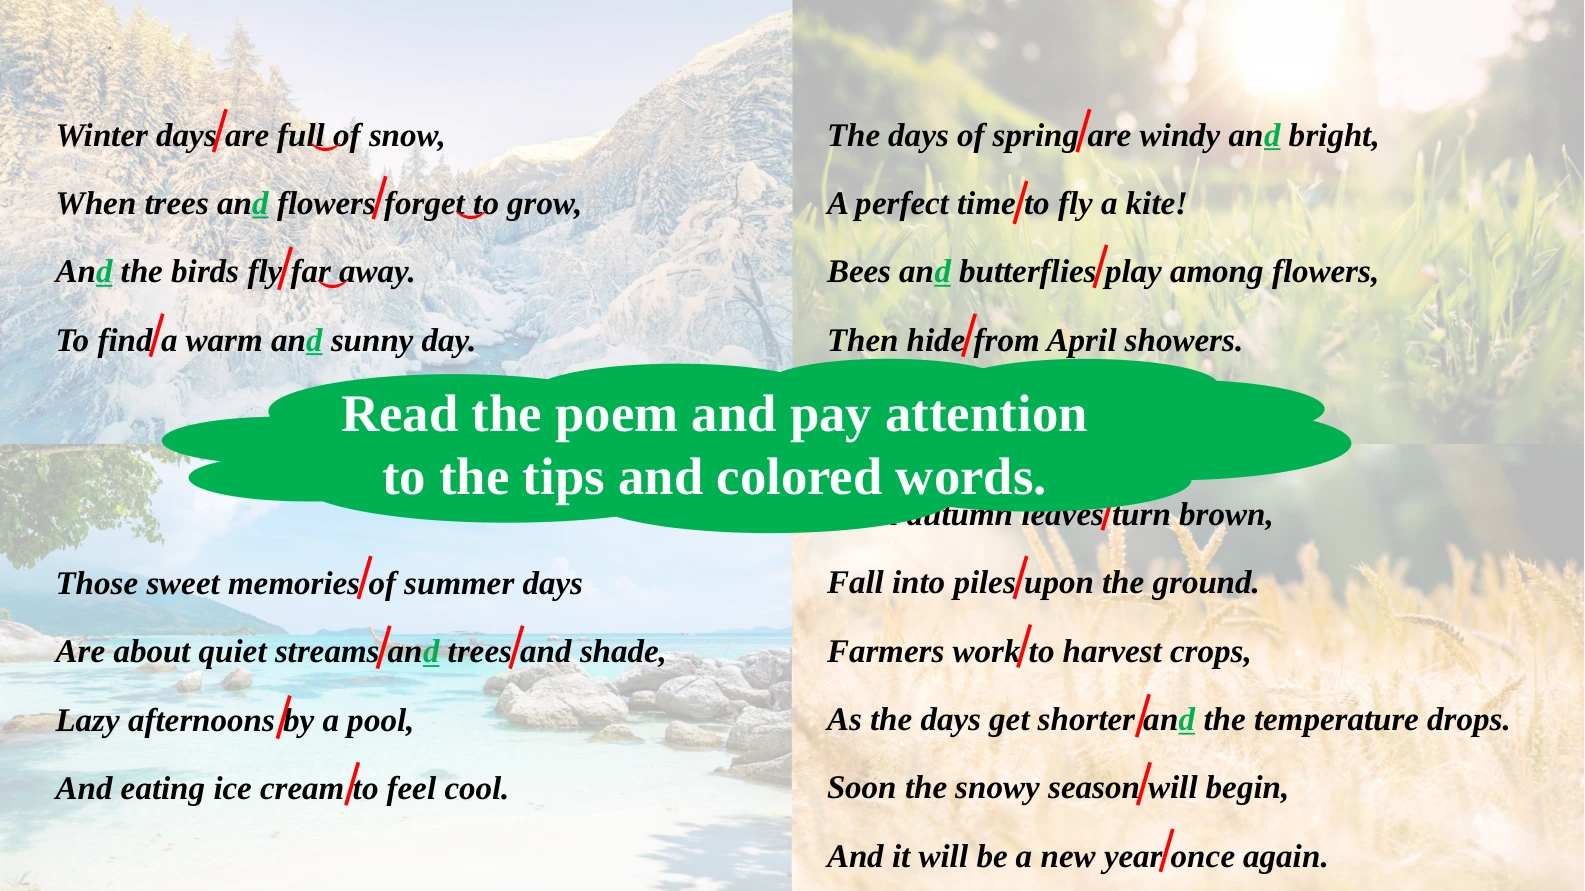 Winter days are full of snow,
When trees and flowers forget to grow,
And the birds fly far away.
To find a warm and sunny day.
The days of spring are windy and bright,
A perfect time to fly a kite!
Bees and butterflies play among flowers,
Then hide from April showers.
Read the poem and pay attention
to the tips and colored words.
Those sweet memories of summer days
Are about quiet streams and trees and shade,
Lazy afternoons by a pool,
And eating ice cream to feel cool.
autumn leaves turn brown,
Fall into piles upon the ground.
Farmers work to harvest crops,
As the days get shorter and the temperature drops.
Soon the snowy season will begin,
And it will be a new year once again.